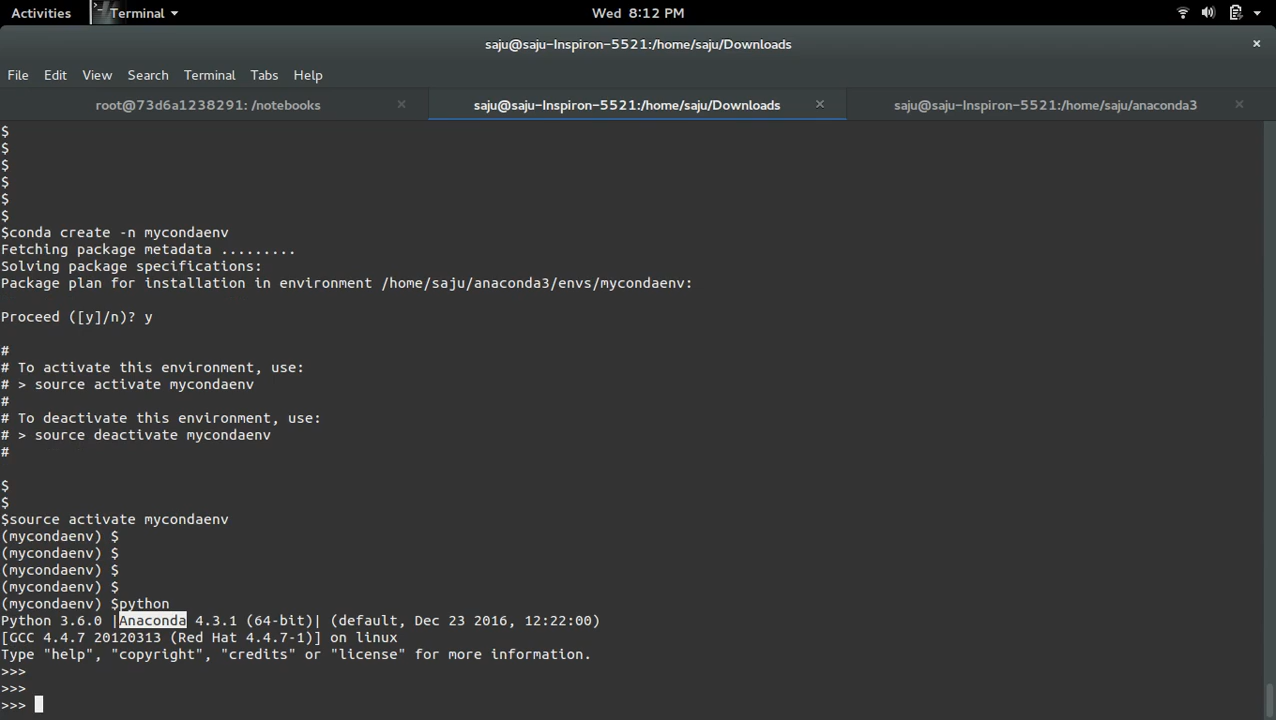 Activities Terminal Wed 8:12 PM
saju@saju-Inspiron-5521:/home/saju/Downloads ×
File Edit View Search Terminal Tabs Help
root@73d6a1238291: /notebooks × saju@saju-Inspiron-5521:/home/saju/Downloads × saju@saju-Inspiron-5521:/home/saju/anaconda3 ×
$
$
$
$
$
$
$conda create -n mycondaenv
Fetching package metadata .........
Solving package specifications:
Package plan for installation in environment /home/saju/anaconda3/envs/mycondaenv:
Proceed ([y]/n)? y
#
# To activate this environment, use:
# > source activate mycondaenv
#
# To deactivate this environment, use:
# > source deactivate mycondaenv
#
$
$
$source activate mycondaenv
(mycondaenv) $
(mycondaenv) $
(mycondaenv) $
(mycondaenv) $
(mycondaenv) $python
Python 3.6.0 |Anaconda 4.3.1 (64-bit)| (default, Dec 23 2016, 12:22:00)
[GCC 4.4.7 20120313 (Red Hat 4.4.7-1)] on linux
Type "help", "copyright", "credits" or "license" for more information.
>>>
>>>
>>>